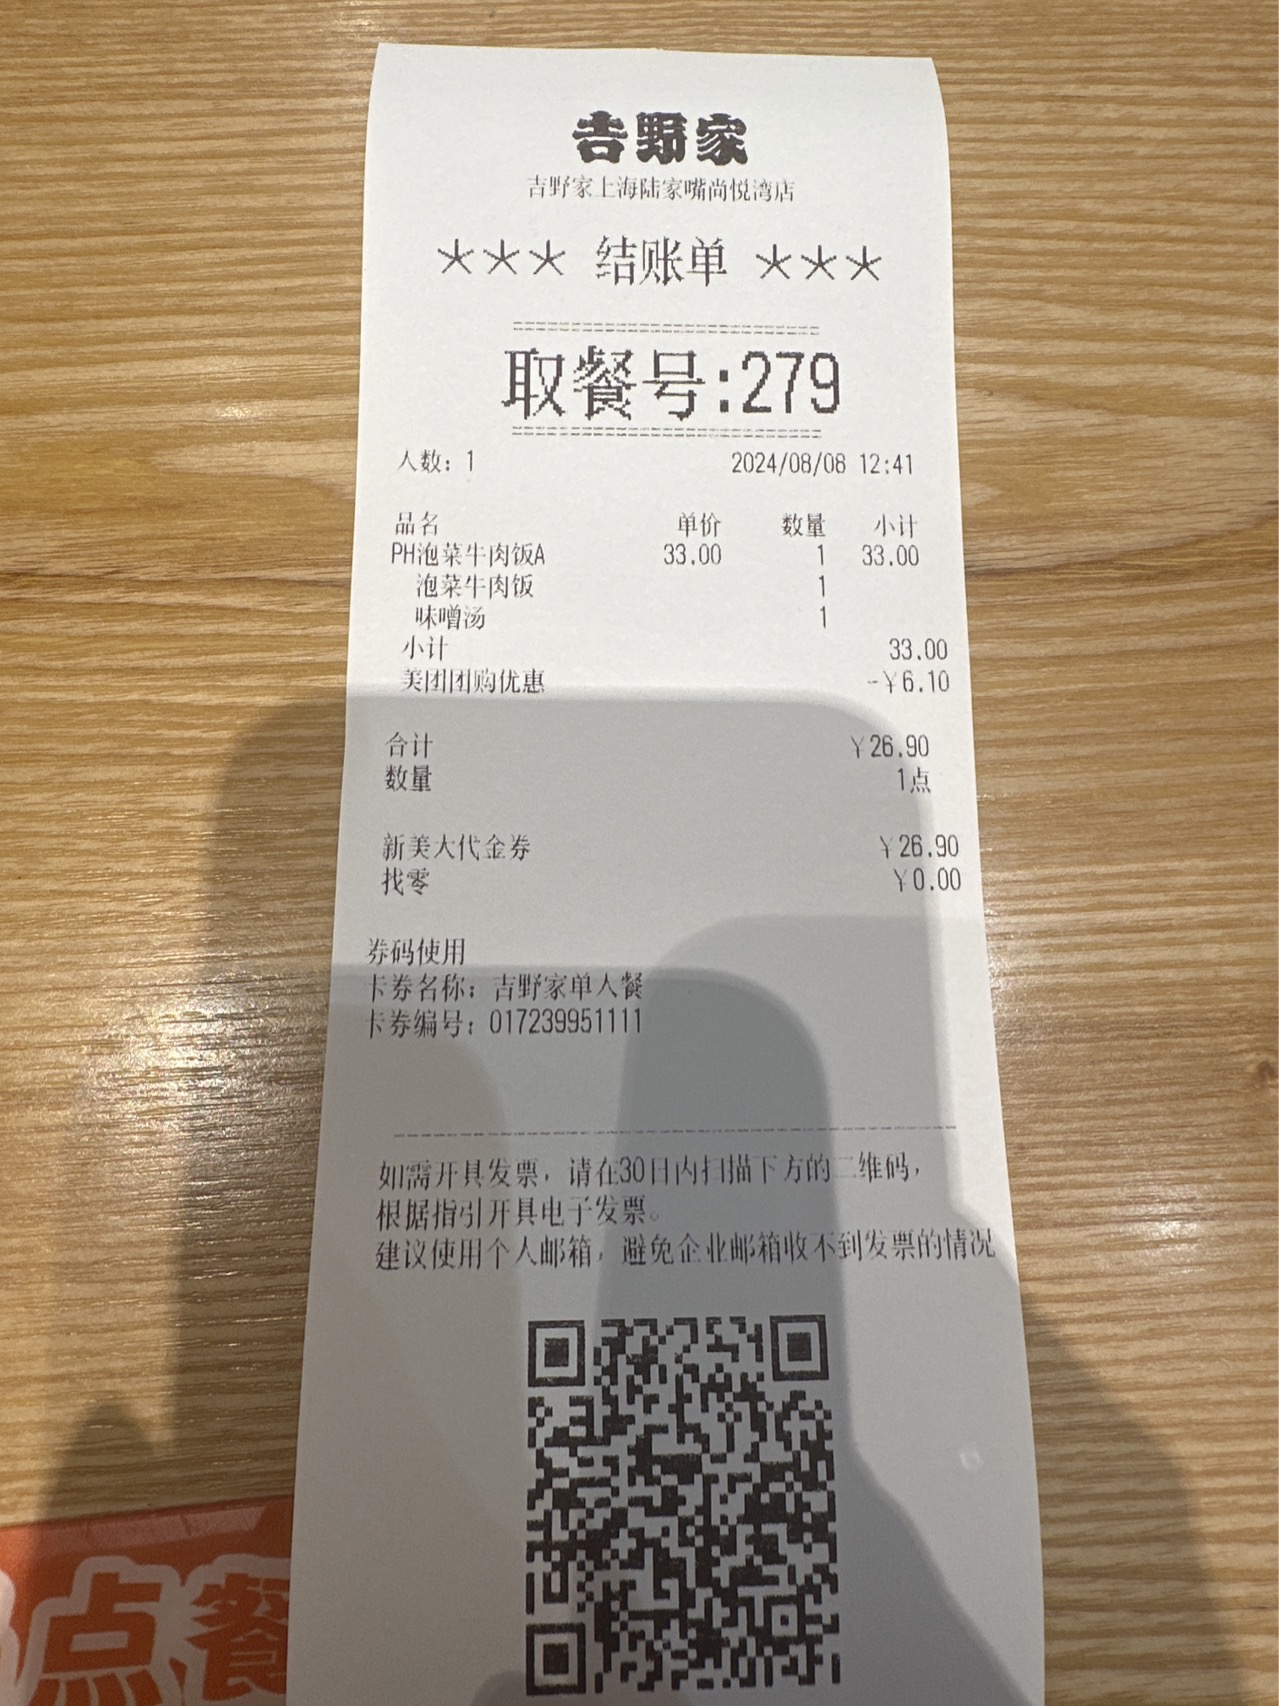 吉野家
吉野家上海陆家嘴尚悦湾店
*** 结账单 ***
取餐号:279
人数: 1 2024/08/08 12:41
品名 单价 数量 小计
PH泡菜牛肉饭A 33.00 1 33.00
泡菜牛肉饭 1
味噌汤 1
小计 33.00
美团团购优惠 -¥6.10
合计 ¥26.90
数量 1点
新美大代金券 ¥26.90
找零 ¥0.00
券码使用
卡券名称: 吉野家单人餐
卡券编号: 017239951111
如需开具发票，请在30日内扫描下方的二维码，
根据指引开具电子发票。
建议使用个人邮箱，避免企业邮箱收不到发票的情况
点餐